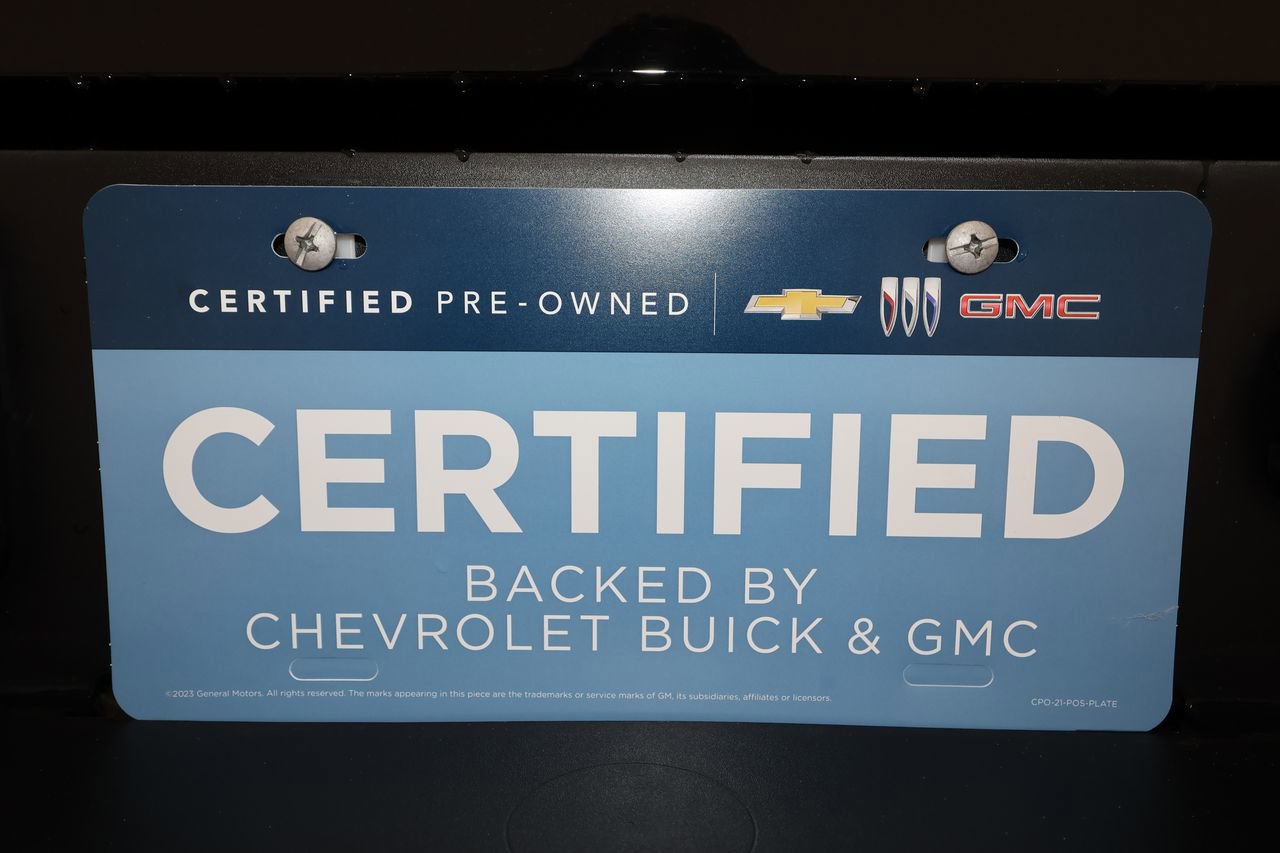 CERTIFIED PRE-OWNED GMC
CERTIFIED
BACKED BY
CHEVROLET BUICK & GMC
©2023 General Motors. All rights reserved. The marks appearing in this piece are the trademarks or service marks of GM, its subsidiaries, affiliates or licensors.
CPO-21-POS-PLATE